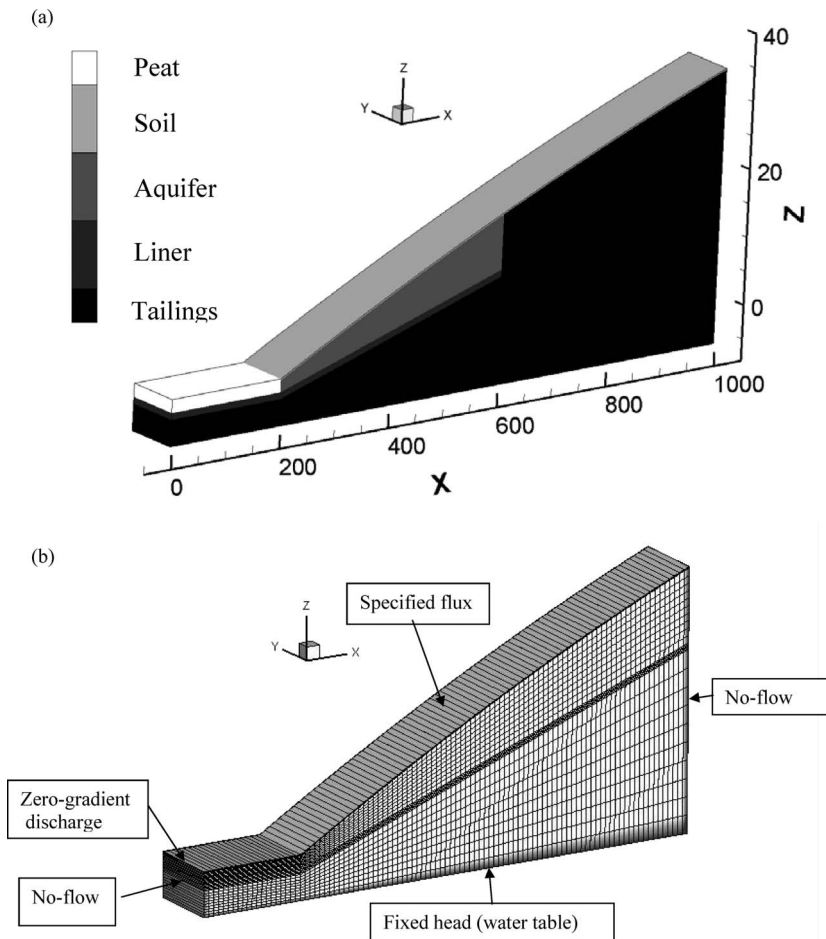 (a)
Peat
Soil
Aquifer
Liner
Tailings
Z
Y
X
40
20
0
Z
0
200
400
600
800
1000
X
(b)
Specified flux
Z
Y
X
No-flow
Zero-gradient
discharge
No-flow
Fixed head (water table)